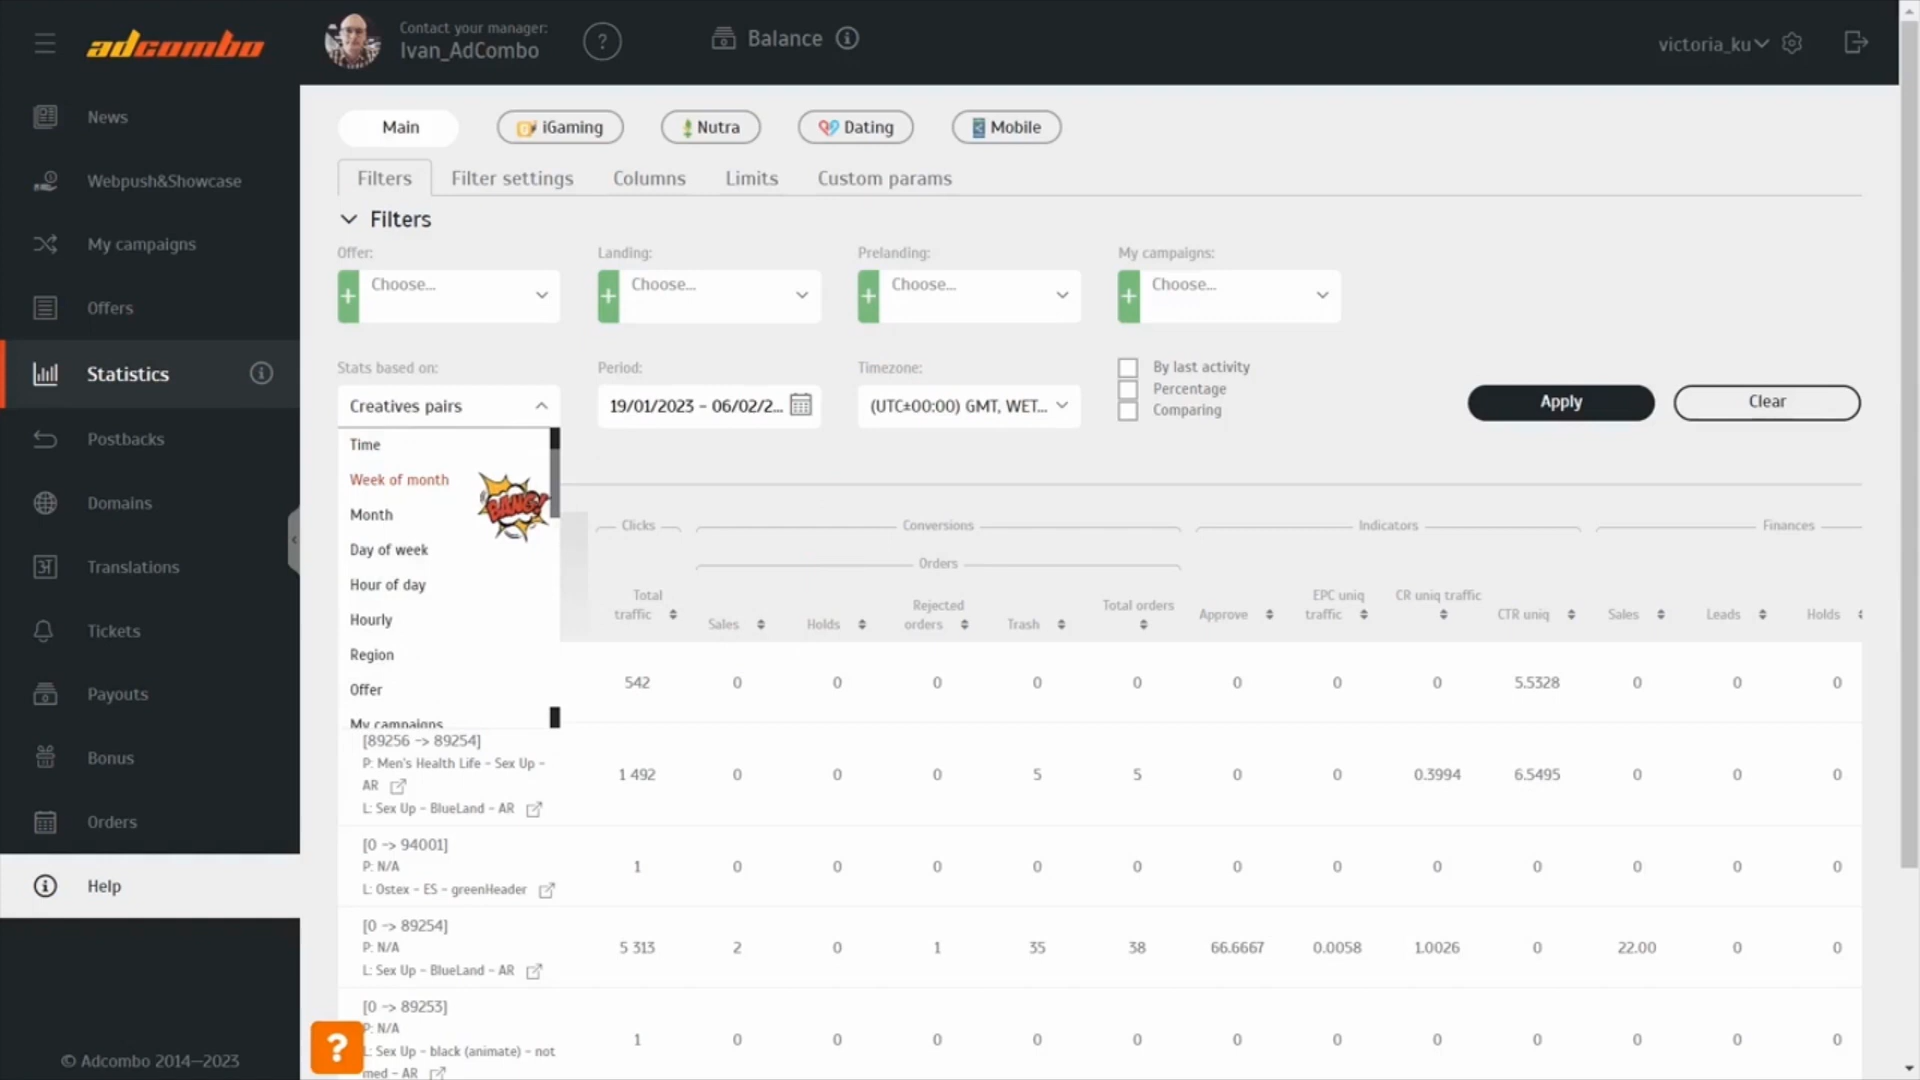 adcombo
Contact your manager:
Ivan_AdCombo
?
Balance
victoria_ku
News
Webpush&Showcase
My campaigns
Offers
Statistics
Postbacks
Domains
Translations
Tickets
Payouts
Bonus
Orders
Help
© Adcombo 2014—2023
Main
iGaming
Nutra
Dating
Mobile
Filters
Filter settings
Columns
Limits
Custom params
Filters
Offer:
Landing:
Prelanding:
My campaigns:
+ Choose...
+ Choose...
+ Choose...
+ Choose...
Stats based on:
Period:
Timezone:
By last activity
Percentage
Comparing
Creatives pairs
19/01/2023 – 06/02/2...
(UTC±00:00) GMT, WET...
Apply
Clear
Time
Week of month
Month
Day of week
Hour of day
Hourly
Region
Offer
My campaigns
BANG!
Clicks
Conversions
Indicators
Finances
Orders
Total traffic
Sales
Holds
Rejected orders
Trash
Total orders
Approve
EPC uniq traffic
CR uniq traffic
CTR uniq
Sales
Leads
Holds
542 0 0 0 0 0 0 0 0 5.5328 0 0 0
[89256 -> 89254]
P: Men's Health Life – Sex Up –
AR
L: Sex Up – BlueLand – AR
1 492 0 0 0 5 5 0 0 0.3994 6.5495 0 0 0
[0 -> 94001]
P: N/A
L: Ostex – ES – greenHeader
1 0 0 0 0 0 0 0 0 0 0 0 0
[0 -> 89254]
P: N/A
L: Sex Up – BlueLand – AR
5 313 2 0 1 35 38 66.6667 0.0058 1.0026 0 22.00 0 0
[0 -> 89253]
P: N/A
L: Sex Up – black (animate) – not
med – AR
1 0 0 0 0 0 0 0 0 0 0 0 0
?